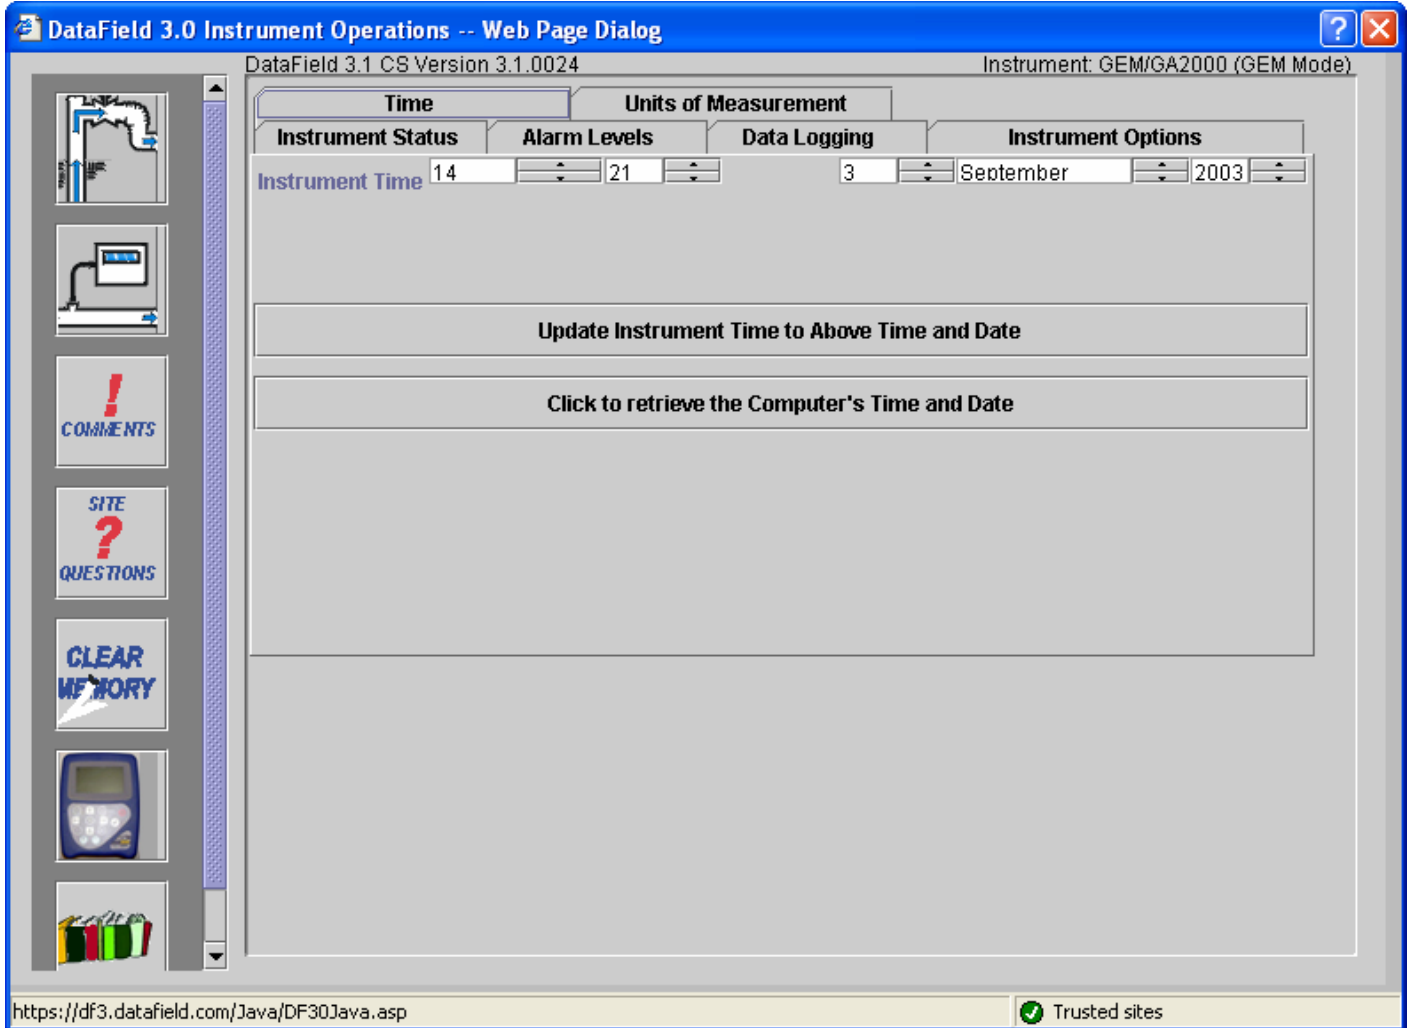 DataField 3.0 Instrument Operations -- Web Page Dialog
DataField 3.1 CS Version 3.1.0024 Instrument: GEM/GA2000 (GEM Mode)
Time Units of Measurement
Instrument Status Alarm Levels Data Logging Instrument Options
Instrument Time 14 21 3 September 2003
Update Instrument Time to Above Time and Date
Click to retrieve the Computer's Time and Date
!
COMMENTS
SITE
?
QUESTIONS
CLEAR
MEMORY
https://df3.datafield.com/Java/DF30Java.asp Trusted sites